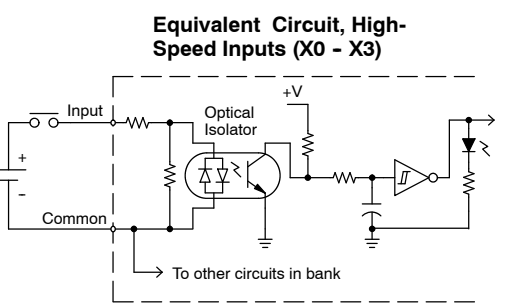 Equivalent Circuit, High-
Speed Inputs (X0 - X3)
+V
Input
Optical
Isolator
+
-
Common
To other circuits in bank